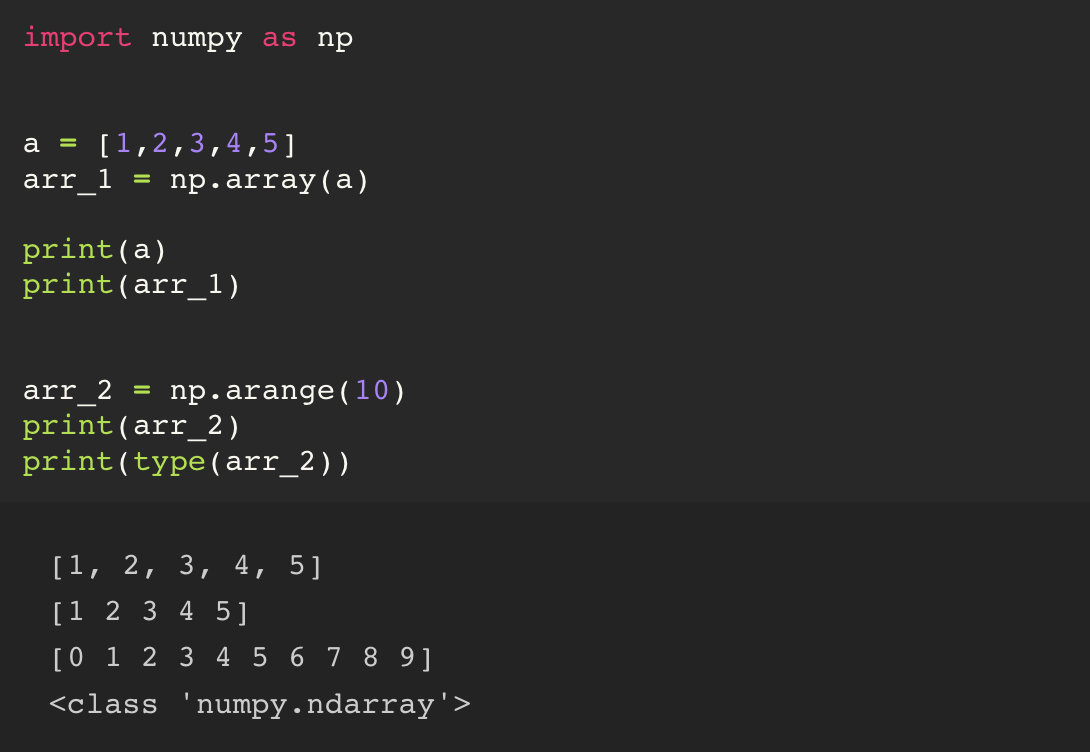 import numpy as np
a = [1,2,3,4,5]
arr_1 = np.array(a)
print(a)
print(arr_1)
arr_2 = np.arange(10)
print(arr_2)
print(type(arr_2))
[1, 2, 3, 4, 5]
[1 2 3 4 5]
[0 1 2 3 4 5 6 7 8 9]
<class 'numpy.ndarray'>